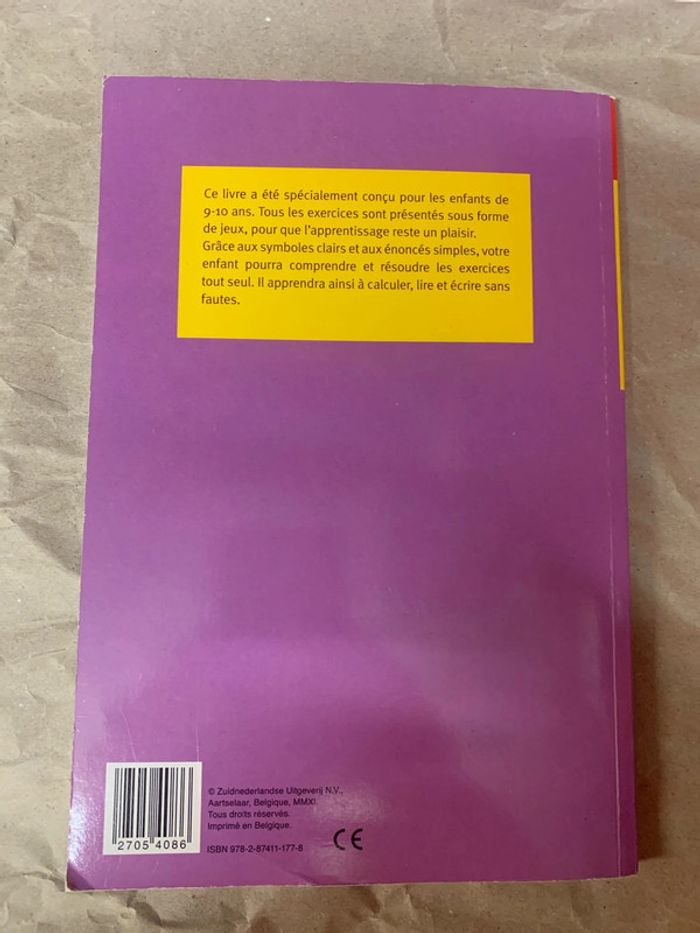 Ce livre a été spécialement conçu pour les enfants de
9-10 ans. Tous les exercices sont présentés sous forme
de jeux, pour que l'apprentissage reste un plaisir.
Grâce aux symboles clairs et aux énoncés simples, votre
enfant pourra comprendre et résoudre les exercices
tout seul. Il apprendra ainsi à calculer, lire et écrire sans
fautes.
© Zuidnederlandse Uitgeverij N.V.,
Aartselaar, Belgique, MMXI.
Tous droits réservés.
Imprimé en Belgique.
ISBN 978-2-87411-177-8
CE
2705 4086